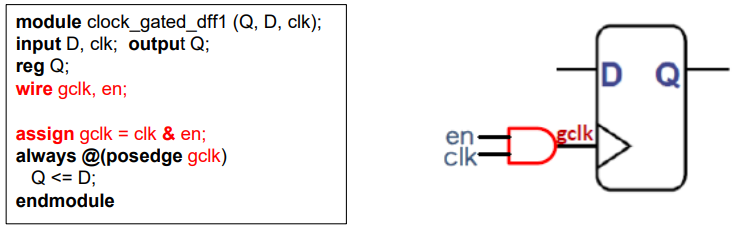 module clock_gated_dff1 (Q, D, clk);
input D, clk;  output Q;
reg Q;
wire gclk, en;
assign gclk = clk & en;
always @(posedge gclk)
Q <= D;
endmodule
D Q
en
gclk
clk